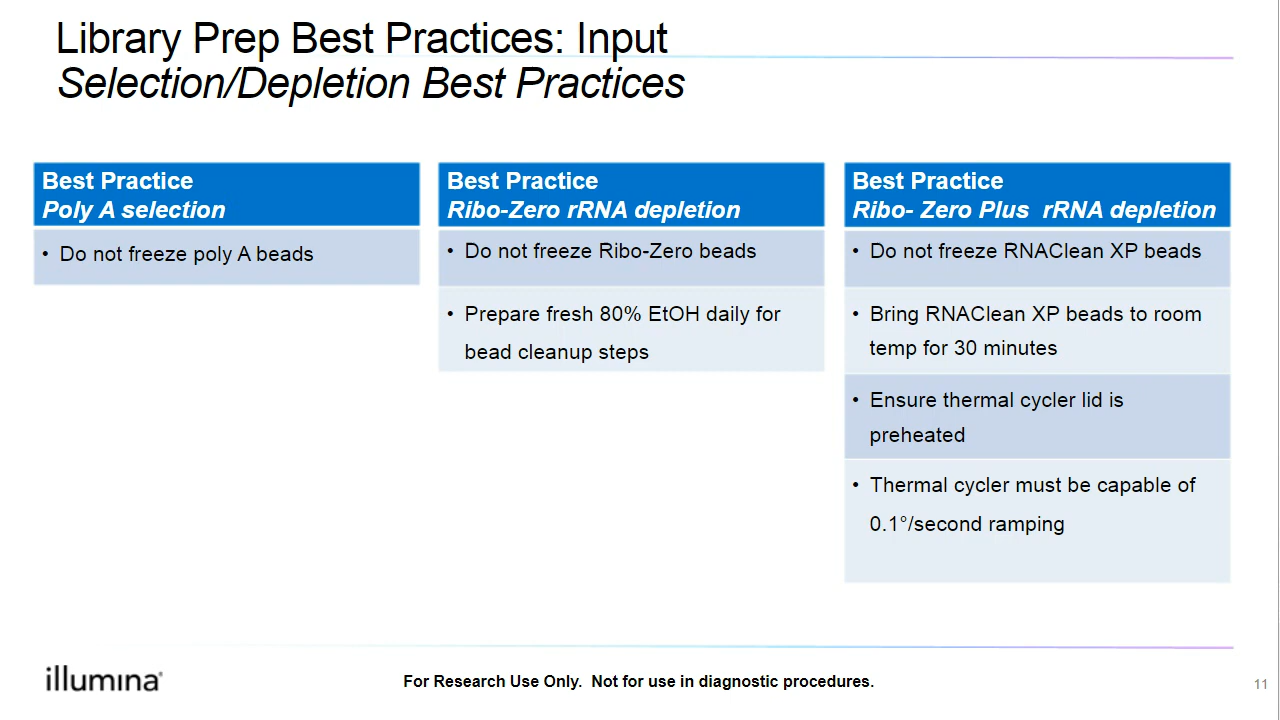 Library Prep Best Practices: Input
Selection/Depletion Best Practices
Best Practice
Poly A selection
• Do not freeze poly A beads
Best Practice
Ribo-Zero rRNA depletion
• Do not freeze Ribo-Zero beads
• Prepare fresh 80% EtOH daily for
bead cleanup steps
Best Practice
Ribo- Zero Plus rRNA depletion
• Do not freeze RNAClean XP beads
• Bring RNAClean XP beads to room
temp for 30 minutes
• Ensure thermal cycler lid is
preheated
• Thermal cycler must be capable of
0.1°/second ramping
illumina®
For Research Use Only. Not for use in diagnostic procedures.
11